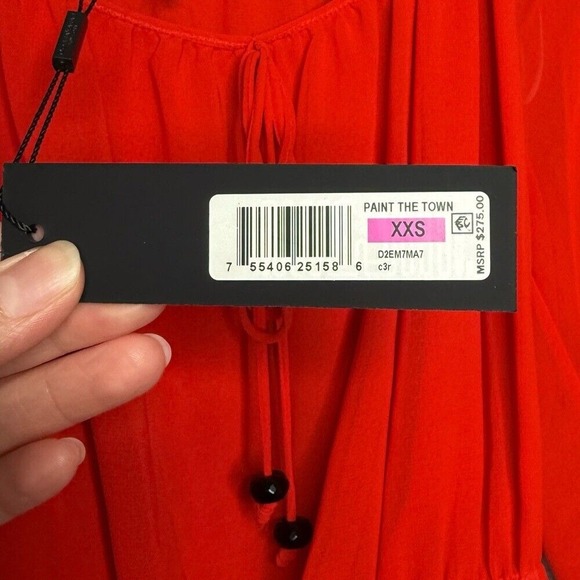 PAINT THE TOWN
XXS
D2EM7MA7
c3r
7 55406 25158 6
MSRP $275.00